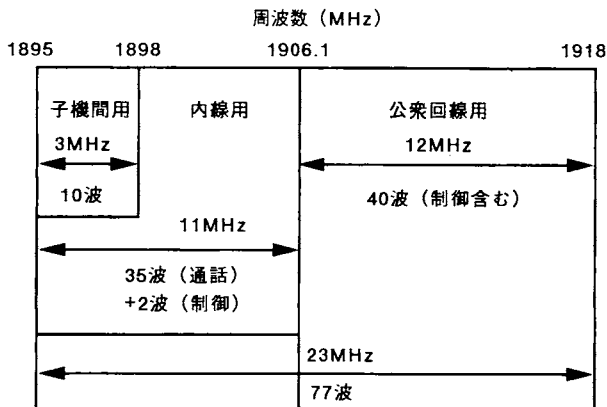 周波数（MHz）
1895 1898 1906.1 1918
子機間用 内線用 公衆回線用
3MHz 12MHz
10波 40波（制御含む）
11MHz
35波（通話）
+2波（制御）
23MHz
77波